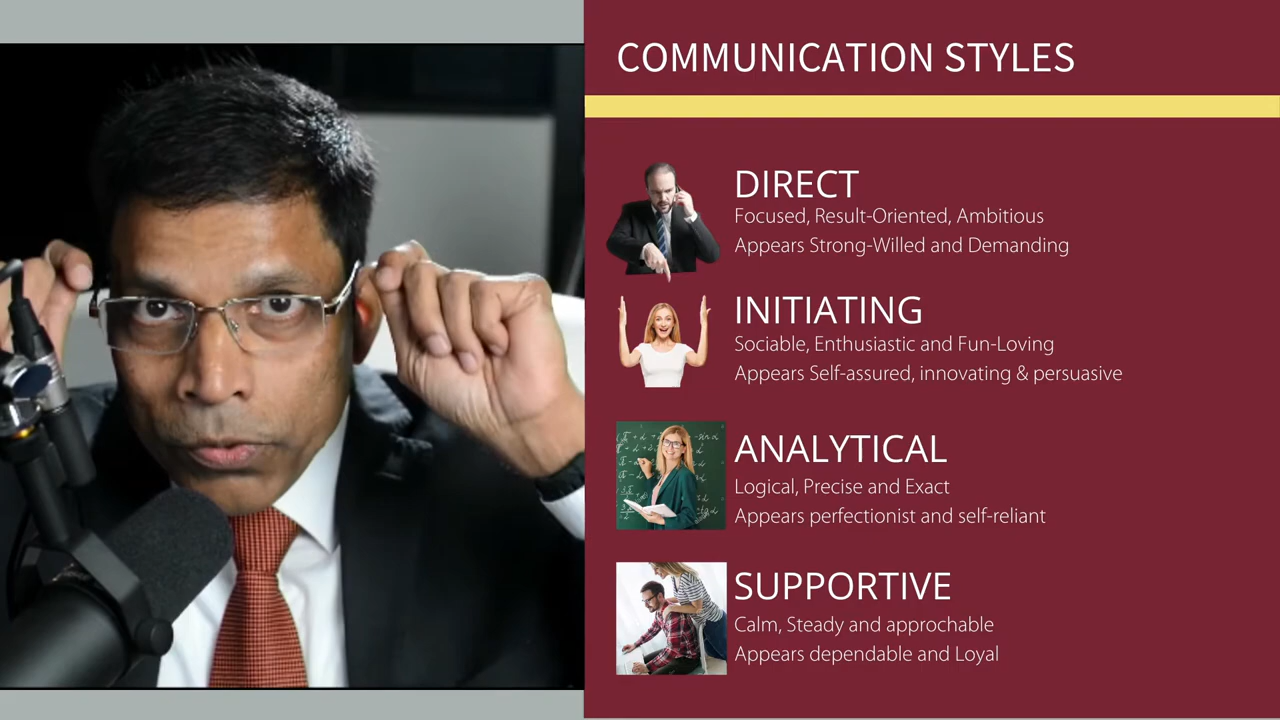 COMMUNICATION STYLES
DIRECT
Focused, Result-Oriented, Ambitious
Appears Strong-Willed and Demanding
INITIATING
Sociable, Enthusiastic and Fun-Loving
Appears Self-assured, innovating & persuasive
ANALYTICAL
Logical, Precise and Exact
Appears perfectionist and self-reliant
SUPPORTIVE
Calm, Steady and approchable
Appears dependable and Loyal